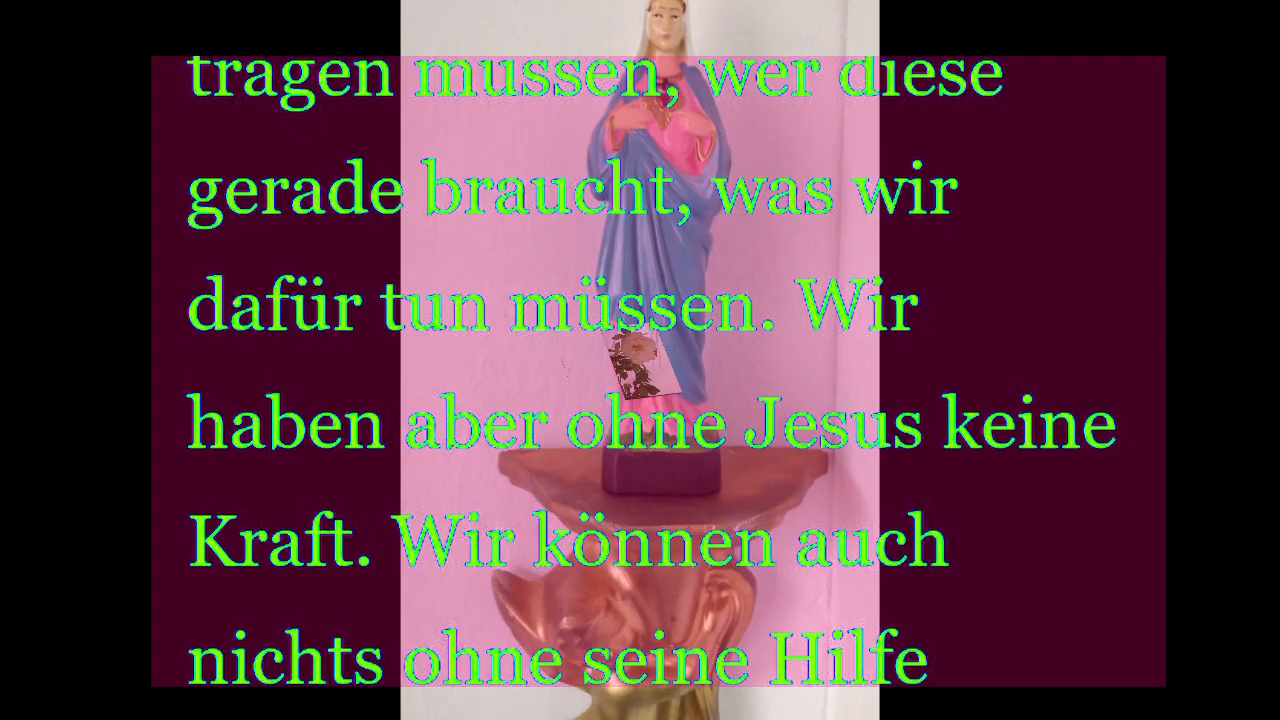 tragen müssen, wer diese
gerade braucht, was wir
dafür tun müssen. Wir
haben aber ohne Jesus keine
Kraft. Wir können auch
nichts ohne seine Hilfe